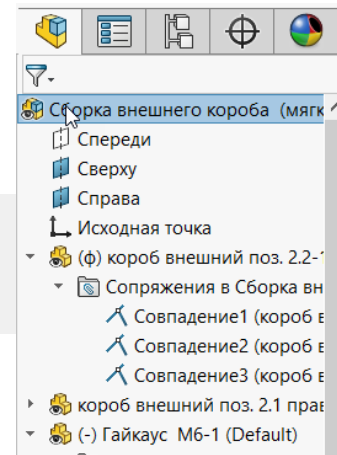 Сборка внешнего короба (мягк
Спереди
Сверху
Справа
Исходная точка
(ф) короб внешний поз. 2.2-1
Сопряжения в Сборка вн
Совпадение1 (короб в
Совпадение2 (короб в
Совпадение3 (короб в
короб внешний поз. 2.1 прав
(-) Гайкаус М6-1 (Default)